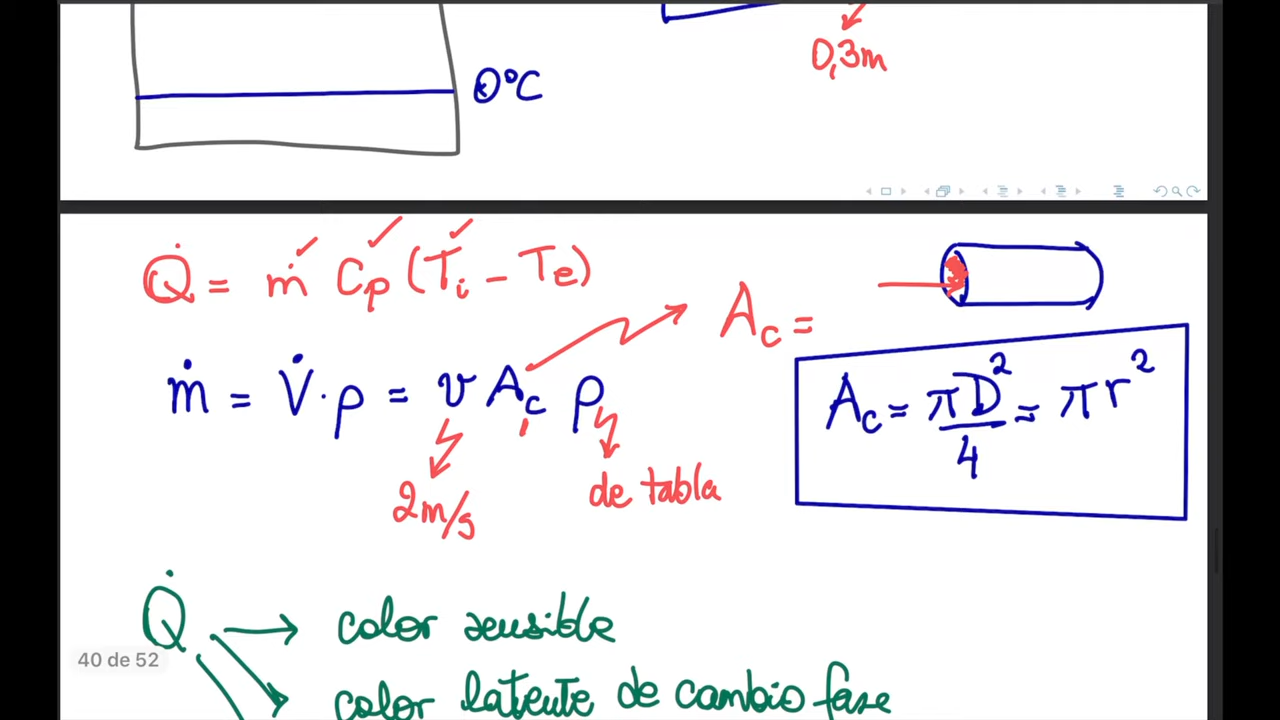 0,3m
0°C
Q̇ = ṁ Cp (Ti - Te)
Ac =
ṁ = V̇ · ρ = v Ac ρ
Ac = πD²/4 = πr²
2m/s
de tabla
Q̇ → calor sensible
calor latente de cambio fase
40 de 52